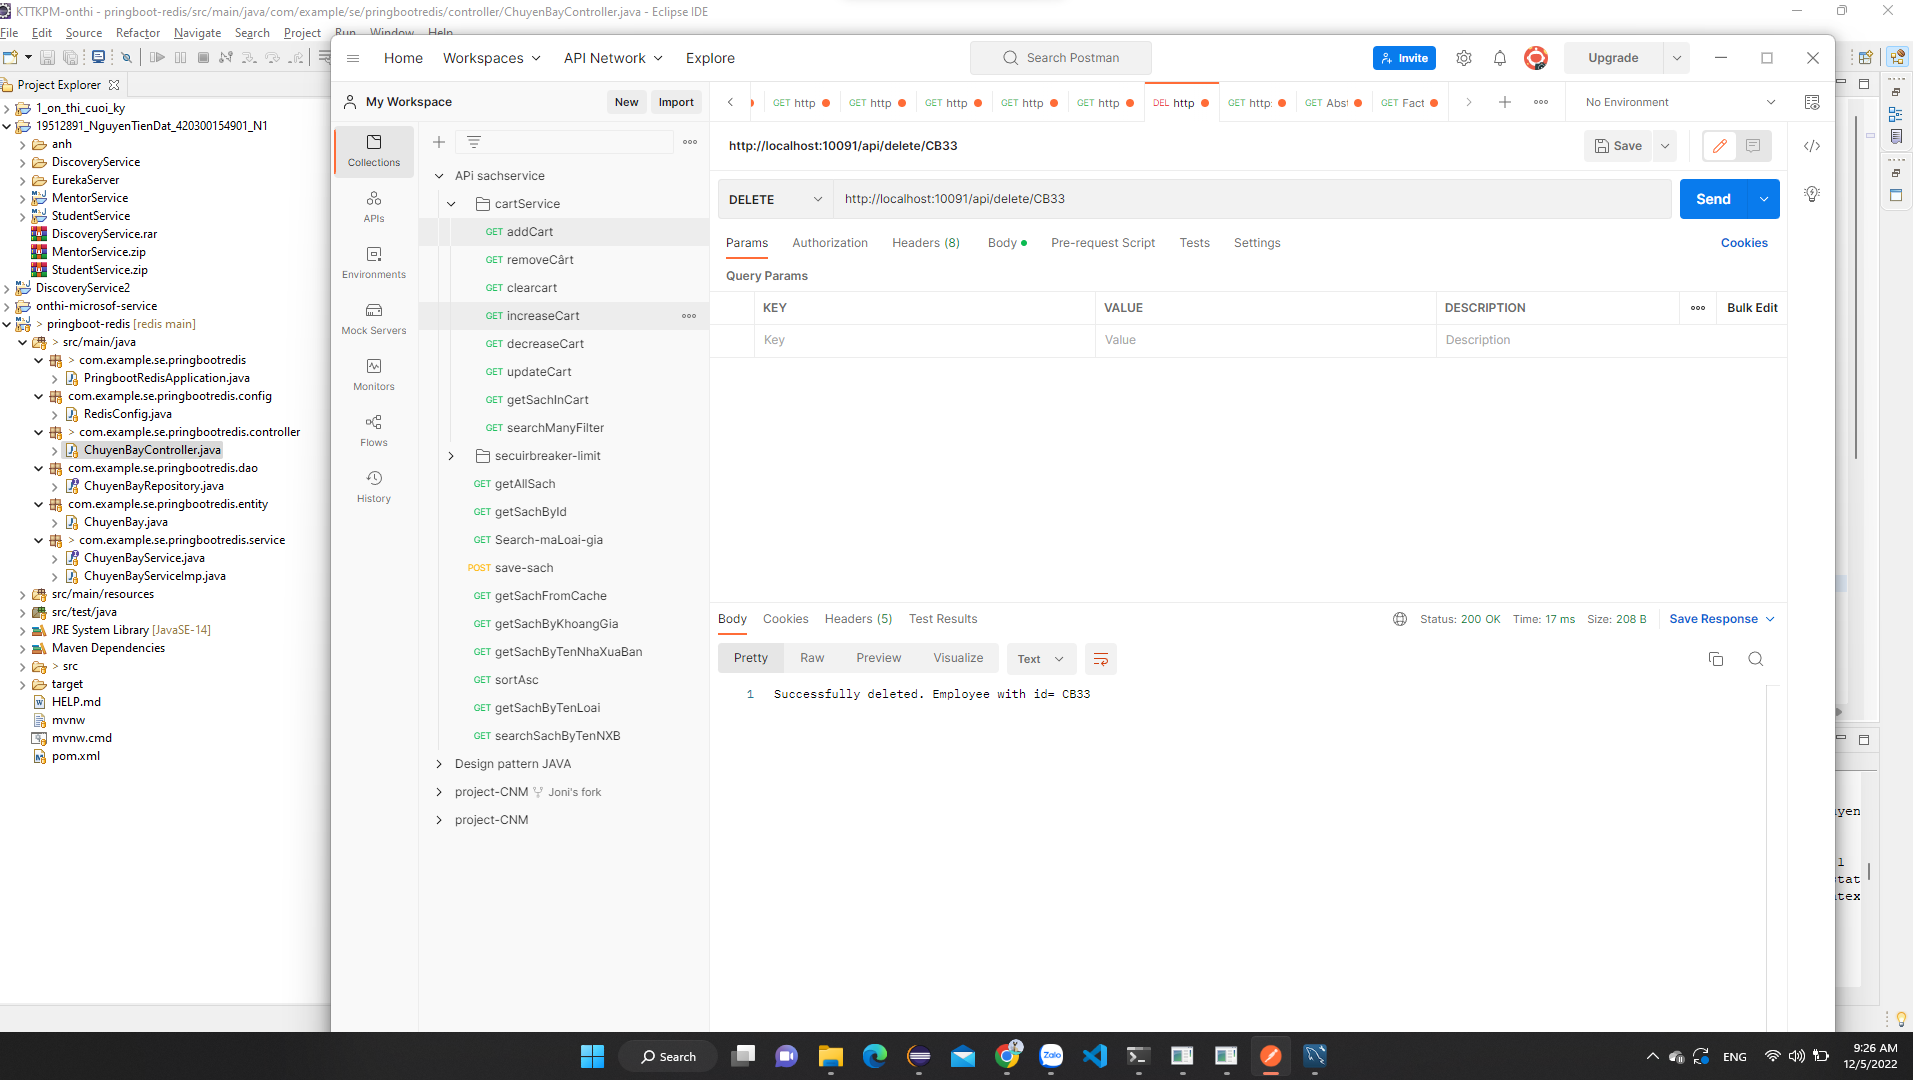 KTTKPM-onthi - pringboot-redis/src/main/java/com/example/se/pringbootredis/controller/ChuyenBayController.java - Eclipse IDE
File Edit Source Refactor Navigate Search Project Run Window Help
Project Explorer
1_on_thi_cuoi_ky
19512891_NguyenTienDat_420300154901_N1
anh
DiscoveryService
EurekaServer
MentorService
StudentService
DiscoveryService.rar
MentorService.zip
StudentService.zip
DiscoveryService2
onthi-microsof-service
> pringboot-redis [redis main]
> src/main/java
> com.example.se.pringbootredis
PringbootRedisApplication.java
com.example.se.pringbootredis.config
RedisConfig.java
> com.example.se.pringbootredis.controller
ChuyenBayController.java
com.example.se.pringbootredis.dao
ChuyenBayRepository.java
com.example.se.pringbootredis.entity
ChuyenBay.java
> com.example.se.pringbootredis.service
ChuyenBayService.java
ChuyenBayServiceImp.java
src/main/resources
src/test/java
JRE System Library [JavaSE-14]
Maven Dependencies
> src
target
HELP.md
mvnw
mvnw.cmd
pom.xml
Home Workspaces API Network Explore
Search Postman
Invite
Upgrade
My Workspace
New Import
Collections
APIs
Environments
Mock Servers
Monitors
Flows
History
APi sachservice
cartService
GET addCart
GET removeCârt
GET clearcart
GET increaseCart
GET decreaseCart
GET updateCart
GET getSachInCart
GET searchManyFilter
secuirbreaker-limit
GET getAllSach
GET getSachById
GET Search-maLoai-gia
POST save-sach
GET getSachFromCache
GET getSachByKhoangGia
GET getSachByTenNhaXuaBan
GET sortAsc
GET getSachByTenLoai
GET searchSachByTenNXB
Design pattern JAVA
project-CNM Joni's fork
project-CNM
GET http GET http GET http GET http GET http DEL http GET http: GET Abs GET Fact
No Environment
http://localhost:10091/api/delete/CB33
Save
DELETE http://localhost:10091/api/delete/CB33
Send
Params Authorization Headers (8) Body Pre-request Script Tests Settings
Cookies
Query Params
KEY VALUE DESCRIPTION
Bulk Edit
Key Value Description
Body Cookies Headers (5) Test Results
Status: 200 OK Time: 17 ms Size: 208 B
Save Response
Pretty Raw Preview Visualize Text
1 Successfully deleted. Employee with id= CB33
yen
1
tat
tex
Search
Zalo
ENG
9:26 AM
12/5/2022